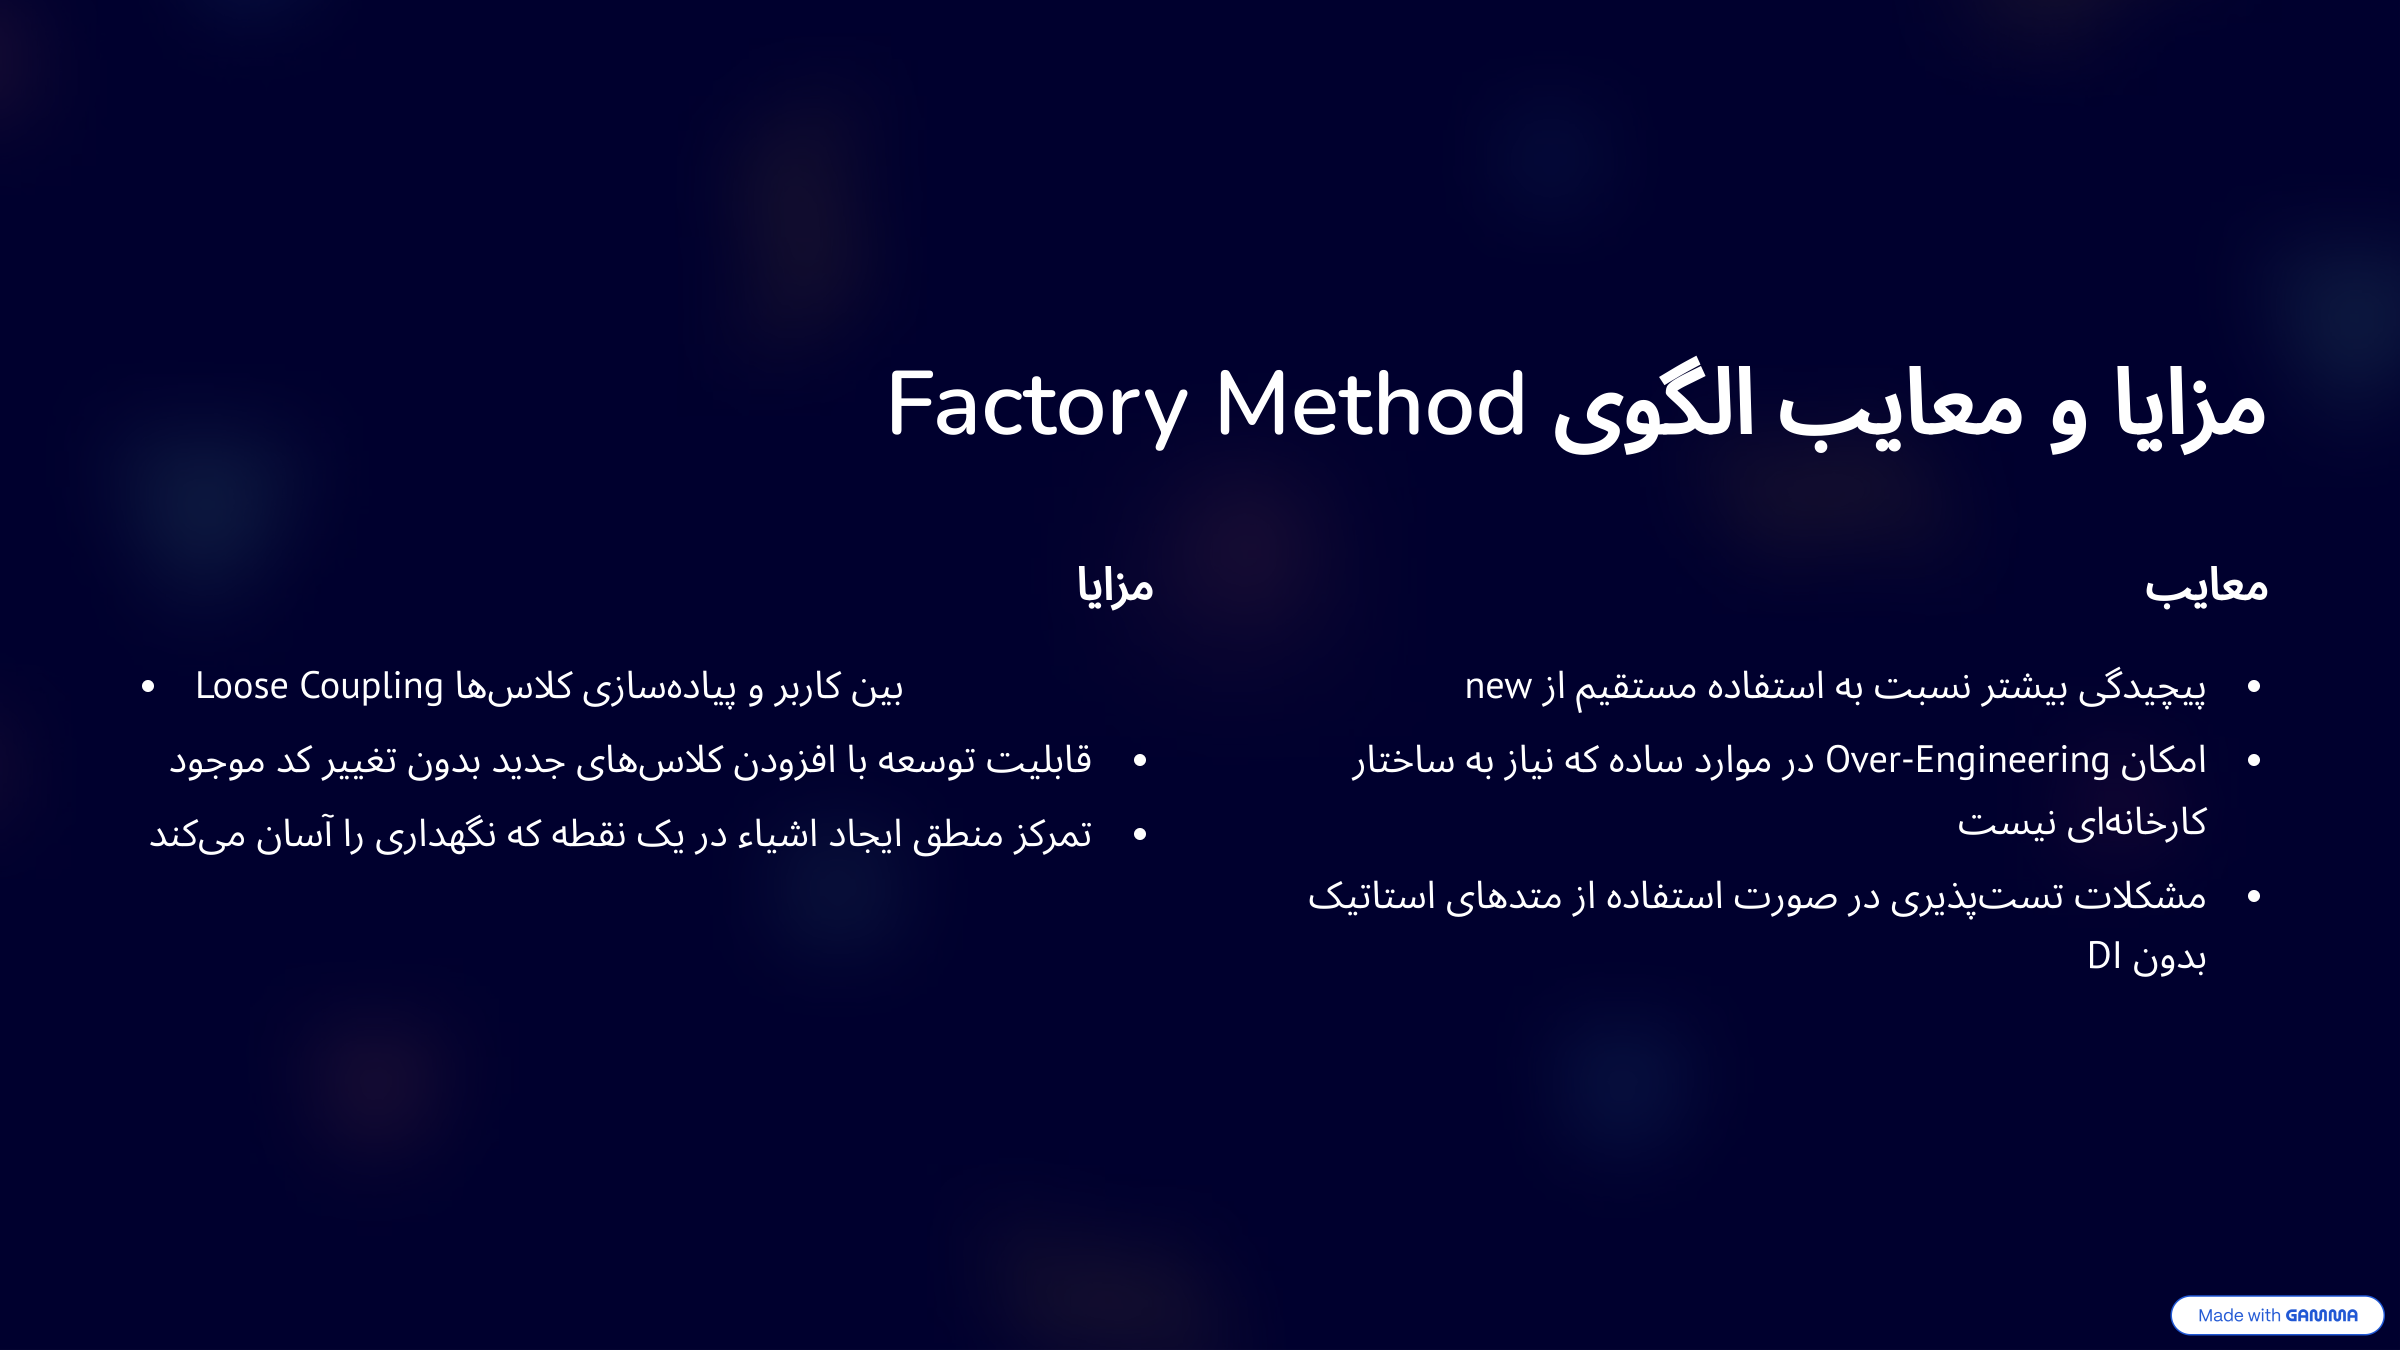 مزایا و معایب الگوی Factory Method
معایب
• پیچیدگی بیشتر نسبت به استفاده مستقیم از new
• امکان Over-Engineering در موارد ساده که نیاز به ساختار
کارخانه‌ای نیست
• مشکلات تست‌پذیری در صورت استفاده از متدهای استاتیک
بدون DI
مزایا
• Loose Coupling بین کاربر و پیاده‌سازی کلاس‌ها
• قابلیت توسعه با افزودن کلاس‌های جدید بدون تغییر کد موجود
• تمرکز منطق ایجاد اشیاء در یک نقطه که نگهداری را آسان می‌کند
Made with GAMMA